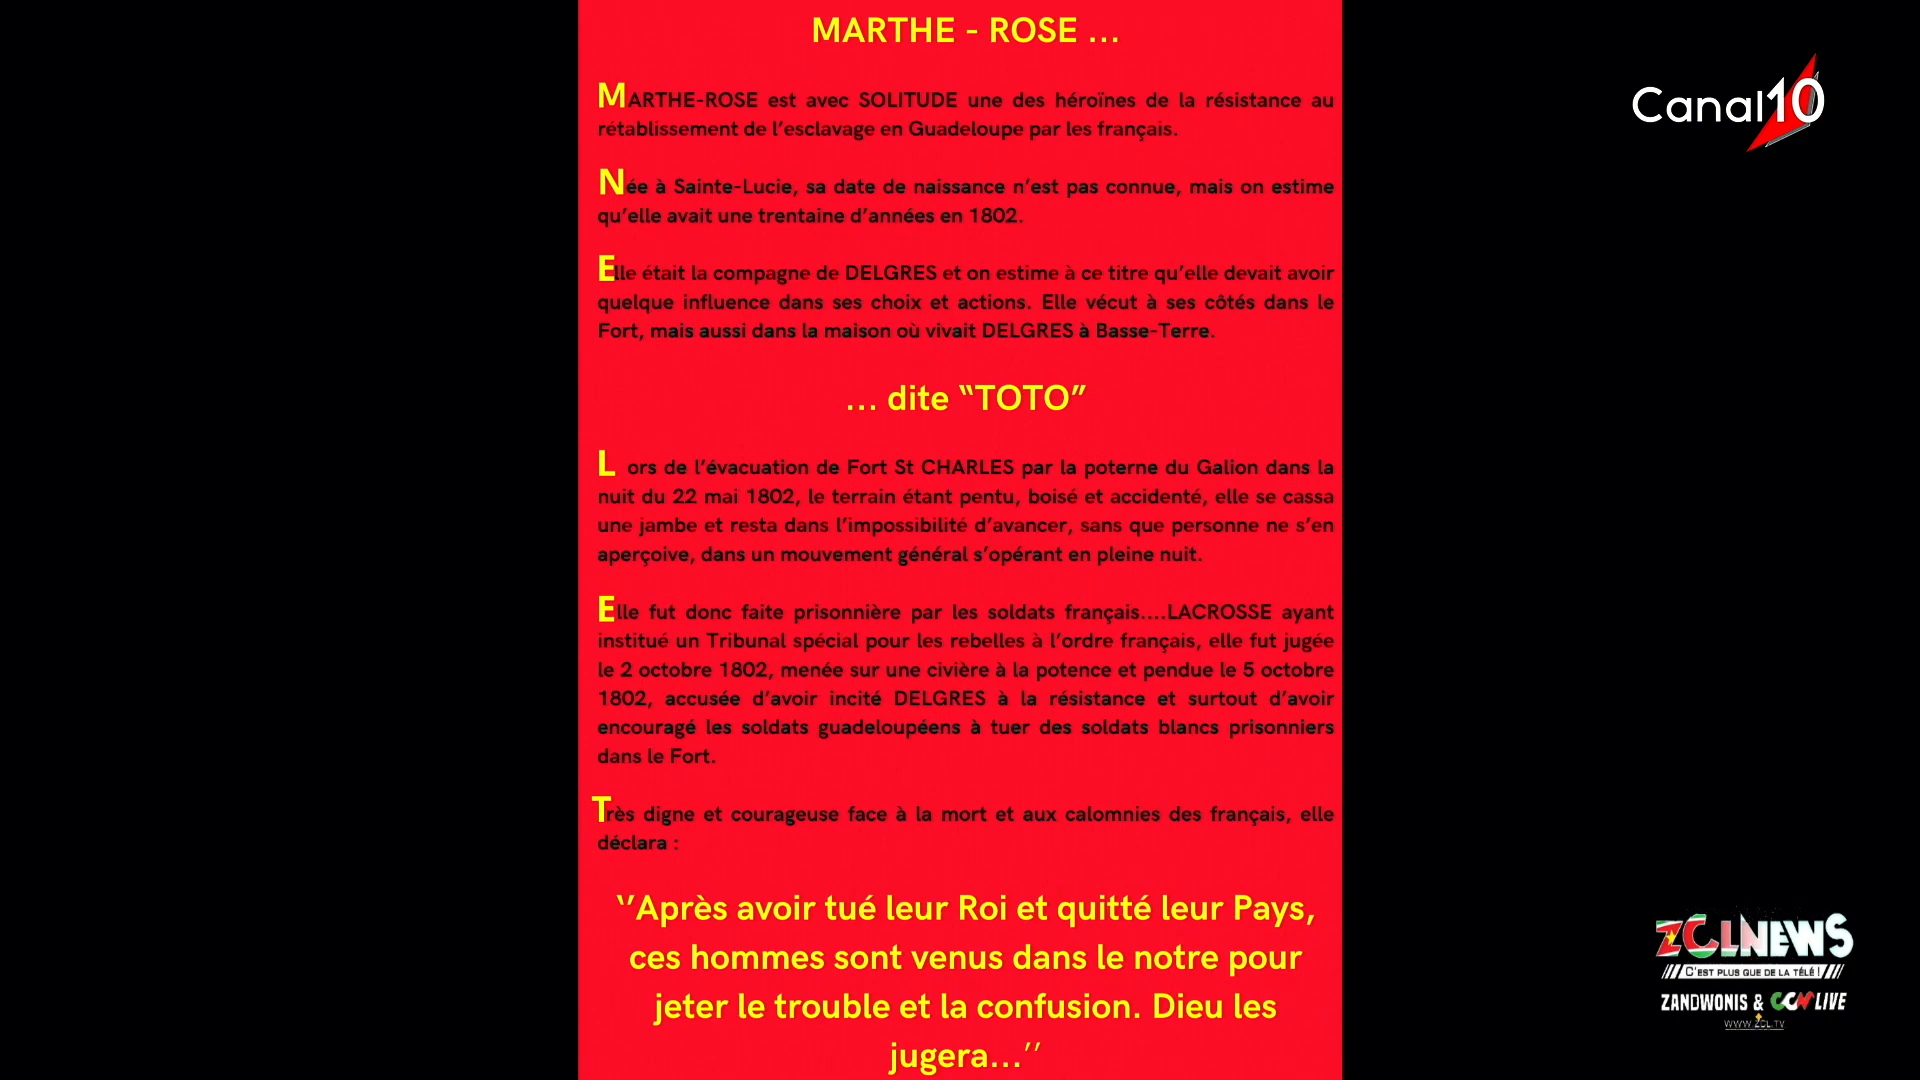 MARTHE - ROSE ...
MARTHE-ROSE est avec SOLITUDE une des héroïnes de la résistance au
rétablissement de l’esclavage en Guadeloupe par les français.
Née à Sainte-Lucie, sa date de naissance n’est pas connue, mais on estime
qu’elle avait une trentaine d’années en 1802.
Elle était la compagne de DELGRES et on estime à ce titre qu’elle devait avoir
quelque influence dans ses choix et actions. Elle vécut à ses côtés dans le
Fort, mais aussi dans la maison où vivait DELGRES à Basse-Terre.
... dite “TOTO”
L ors de l’évacuation de Fort St CHARLES par la poterne du Galion dans la
nuit du 22 mai 1802, le terrain étant pentu, boisé et accidenté, elle se cassa
une jambe et resta dans l’impossibilité d’avancer, sans que personne ne s’en
aperçoive, dans un mouvement général s’opérant en pleine nuit.
Elle fut donc faite prisonnière par les soldats français....LACROSSE ayant
institué un Tribunal spécial pour les rebelles à l’ordre français, elle fut jugée
le 2 octobre 1802, menée sur une civière à la potence et pendue le 5 octobre
1802, accusée d’avoir incité DELGRES à la résistance et surtout d’avoir
encouragé les soldats guadeloupéens à tuer des soldats blancs prisonniers
dans le Fort.
Très digne et courageuse face à la mort et aux calomnies des français, elle
déclara :
‘’Après avoir tué leur Roi et quitté leur Pays,
ces hommes sont venus dans le notre pour
jeter le trouble et la confusion. Dieu les
jugera...’’
Canal10
ZCLNEWS
C'EST PLUS QUE DE LA TÉLÉ !
ZANDWONIS & CCN LIVE
WWW.ZCL.TV